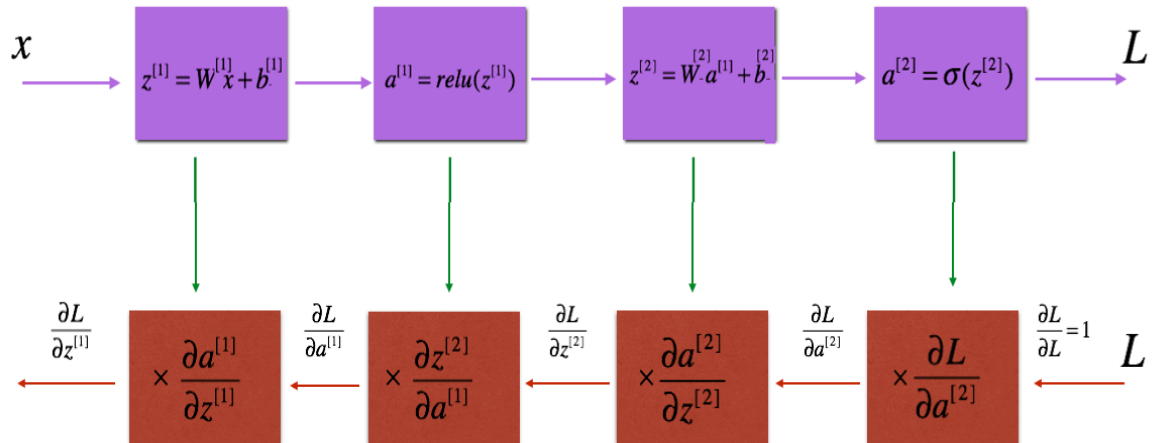 x
z^[1] = W^[1] x + b^[1]
a^[1] = relu(z^[1])
z^[2] = W^[2] a^[1] + b^[2]
a^[2] = σ(z^[2])
L
∂L/∂z^[1]
× ∂a^[1]/∂z^[1]
∂L/∂a^[1]
× ∂z^[2]/∂a^[1]
∂L/∂z^[2]
× ∂a^[2]/∂z^[2]
∂L/∂a^[2]
× ∂L/∂a^[2]
∂L/∂L = 1
L